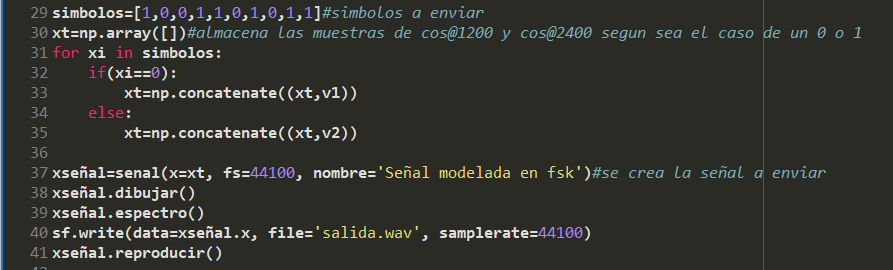 29 simbolos=[1,0,0,1,1,0,1,0,1,1]#simbolos a enviar
30 xt=np.array([])#almacena las muestras de cos@1200 y cos@2400 segun sea el caso de un 0 o 1
31 for xi in simbolos:
32     if(xi==0):
33         xt=np.concatenate((xt,v1))
34     else:
35         xt=np.concatenate((xt,v2))
36
37 xseñal=senal(x=xt, fs=44100, nombre='Señal modelada en fsk')#se crea la señal a enviar
38 xseñal.dibujar()
39 xseñal.espectro()
40 sf.write(data=xseñal.x, file='salida.wav', samplerate=44100)
41 xseñal.reproducir()